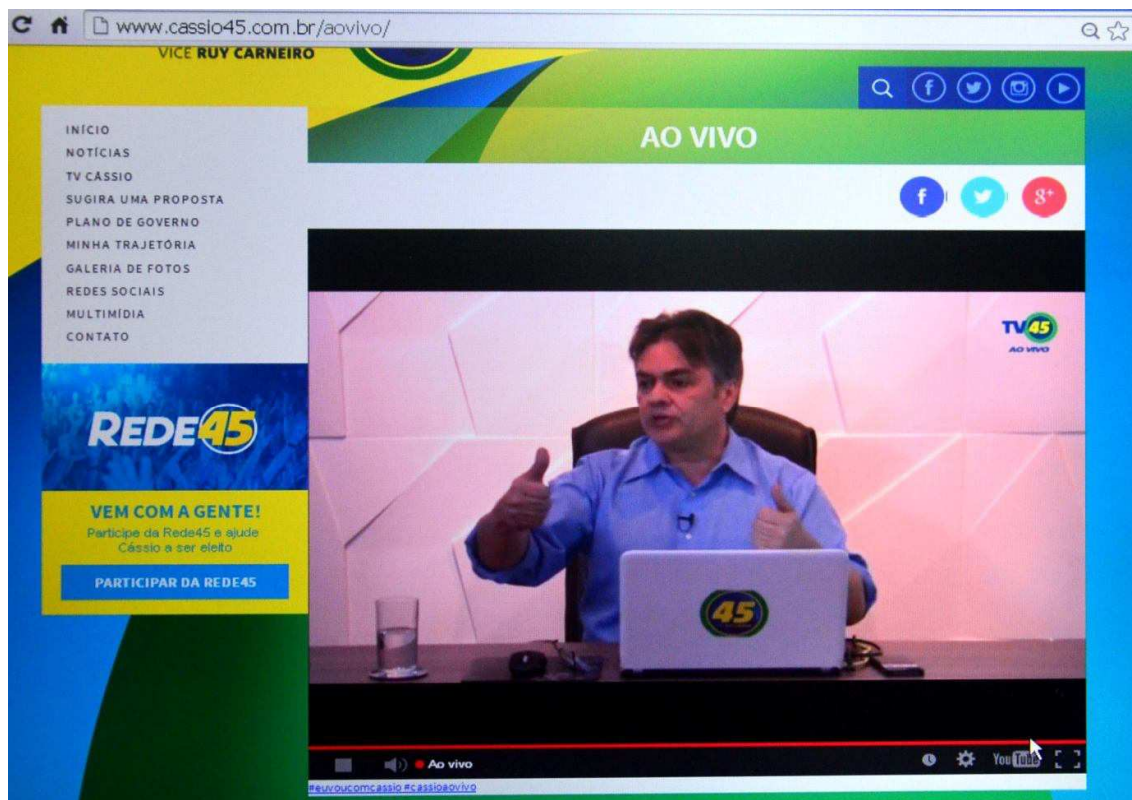 www.cassio45.com.br/aovivo/
VICE RUY CARNEIRO
AO VIVO
INÍCIO
NOTÍCIAS
TV CÁSSIO
SUGIRA UMA PROPOSTA
PLANO DE GOVERNO
MINHA TRAJETÓRIA
GALERIA DE FOTOS
REDES SOCIAIS
MULTIMÍDIA
CONTATO
REDE45
VEM COM A GENTE!
Participe da Rede45 e ajude
Cássio a ser eleito
PARTICIPAR DA REDE45
f
f
g+
TV45
AO VIVO
45
Ao vivo
YouTube
#euvoucomcassio #cassioaovivo